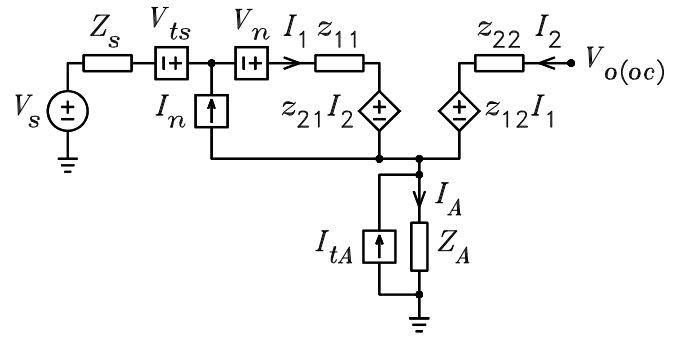 Z_s V_ts V_n I_1 z_11 z_22 I_2 V_o(oc)
V_s + − I_n z_21 I_2 + − + − z_12 I_1
I_A
I_tA Z_A